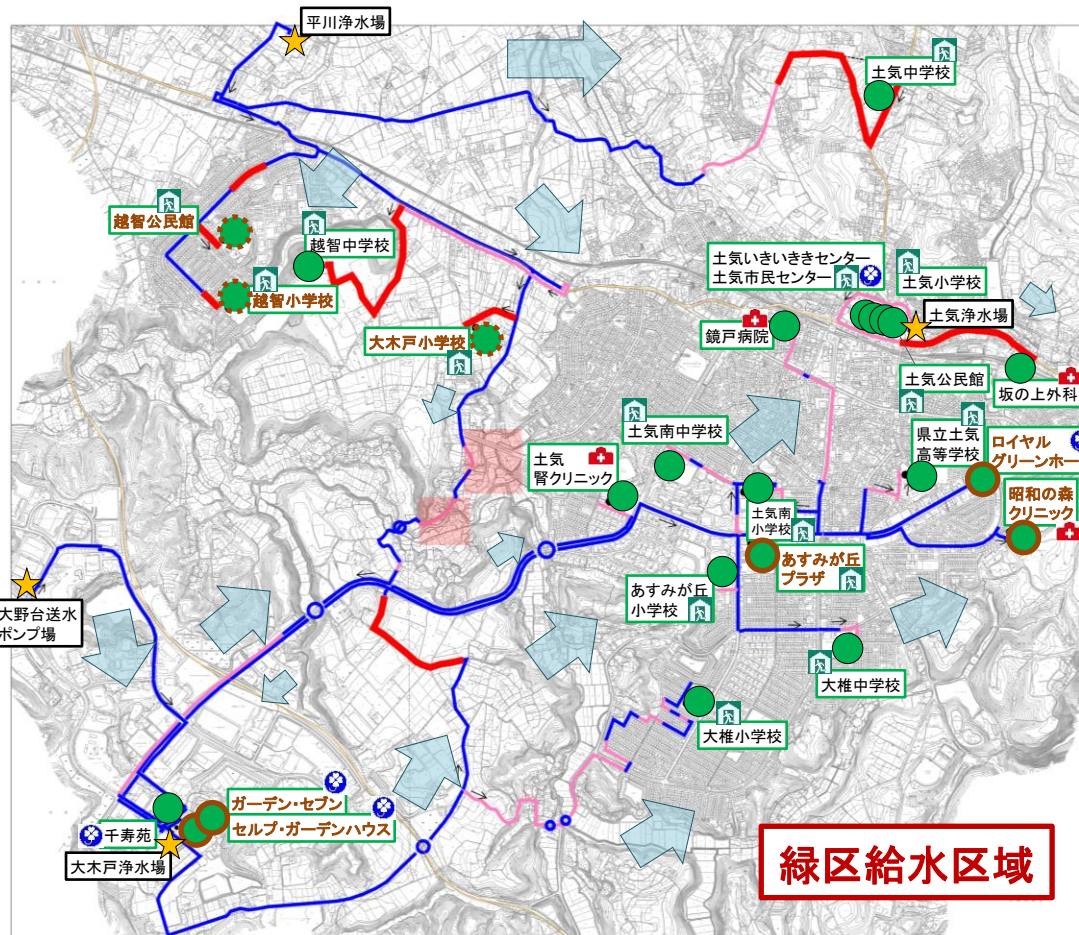 平川浄水場
土気中学校
越智公民館
越智中学校
土気いきいききセンター
土気市民センター
土気小学校
越智小学校
土気浄水場
大木戸小学校
鏡戸病院
土気公民館
坂の上外科
土気南中学校
県立土気
高等学校
ロイヤル
グリーンホー
土気
腎クリニック
昭和の森
クリニック
土気南
小学校
あすみが丘
プラザ
大野台送水
ポンプ場
あすみが丘
小学校
大椎中学校
大椎小学校
ガーデン・セブン
セルプ・ガーデンハウス
千寿苑
大木戸浄水場
緑区給水区域